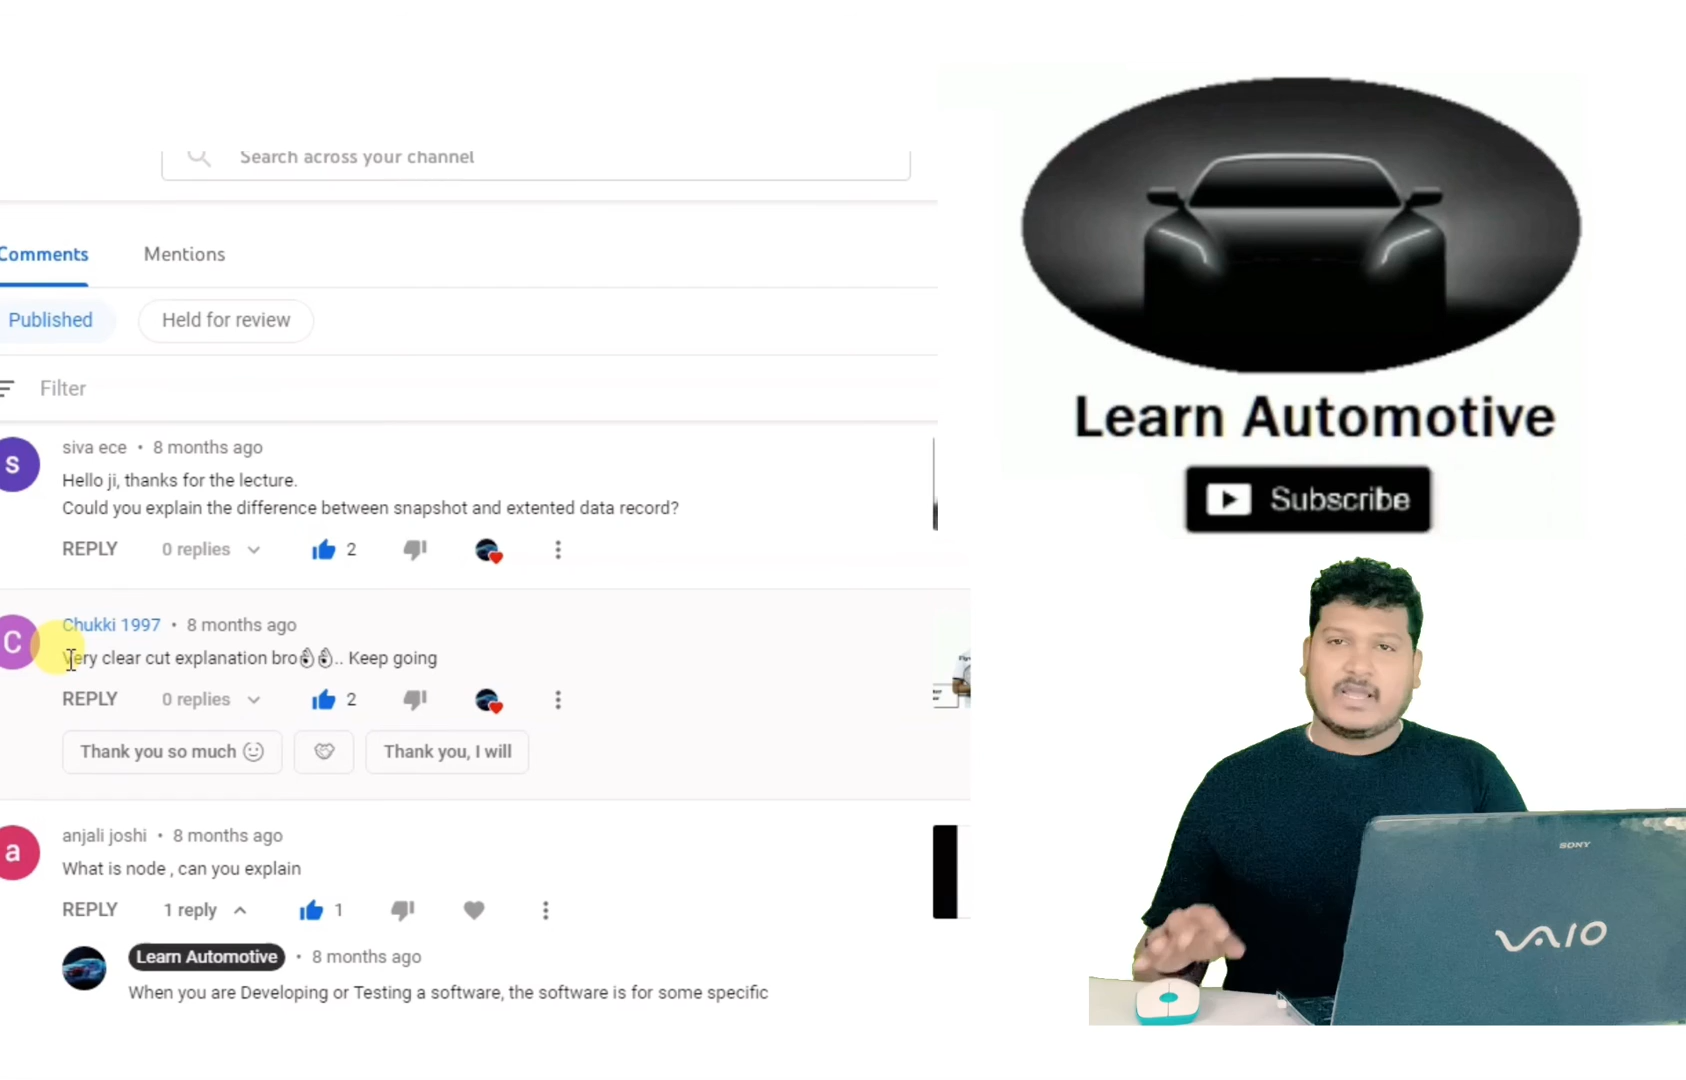 Search across your channel
Comments
Mentions
Published
Held for review
Filter
s
siva ece • 8 months ago
Hello ji, thanks for the lecture.
Could you explain the difference between snapshot and extented data record?
REPLY
0 replies
2
C
Chukki 1997 • 8 months ago
Very clear cut explanation bro👌👌.. Keep going
REPLY
0 replies
2
Thank you so much
Thank you, I will
a
anjali joshi • 8 months ago
What is node , can you explain
REPLY
1 reply
1
Learn Automotive • 8 months ago
When you are Developing or Testing a software, the software is for some specific
Learn Automotive
Subscribe
SONY
VAIO